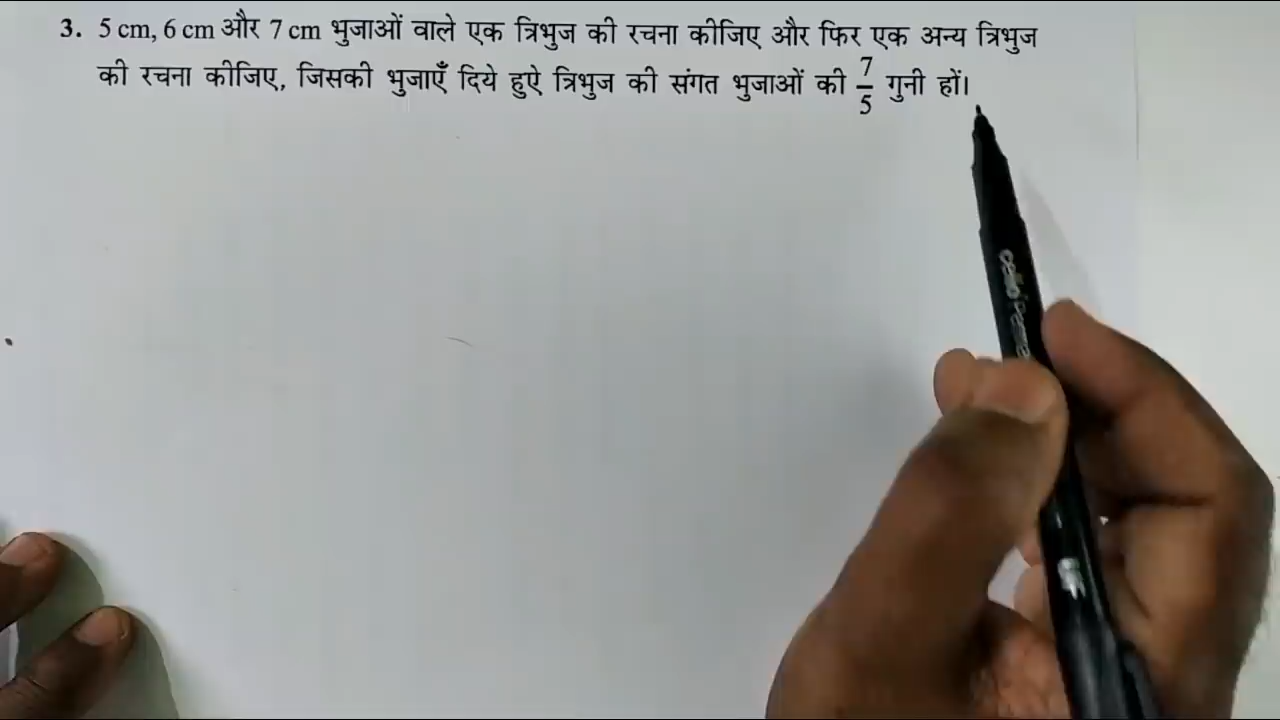 3. 5 cm, 6 cm और 7 cm भुजाओं वाले एक त्रिभुज की रचना कीजिए और फिर एक अन्य त्रिभुज
की रचना कीजिए, जिसकी भुजाएँ दिये हुऐ त्रिभुज की संगत भुजाओं की 7/5 गुनी हों।